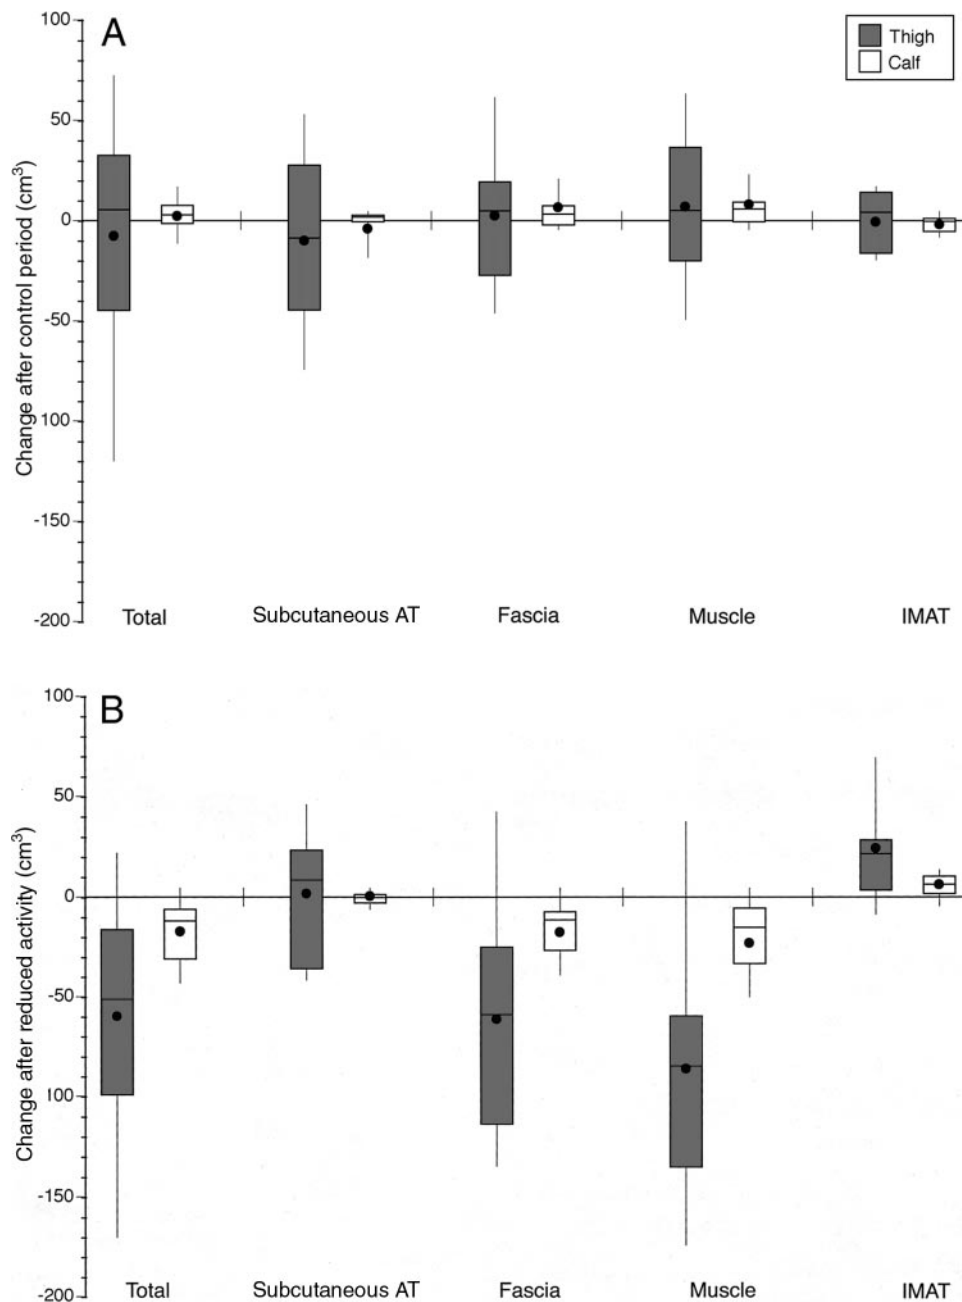 A
Thigh
Calf
Change after control period (cm³)
100
50
0
-50
100
-150
-200
Total Subcutaneous AT Fascia Muscle IMAT
B
Change after reduced activity (cm³)
100
50
0
-50
100
-150
-200
Total Subcutaneous AT Fascia Muscle IMAT